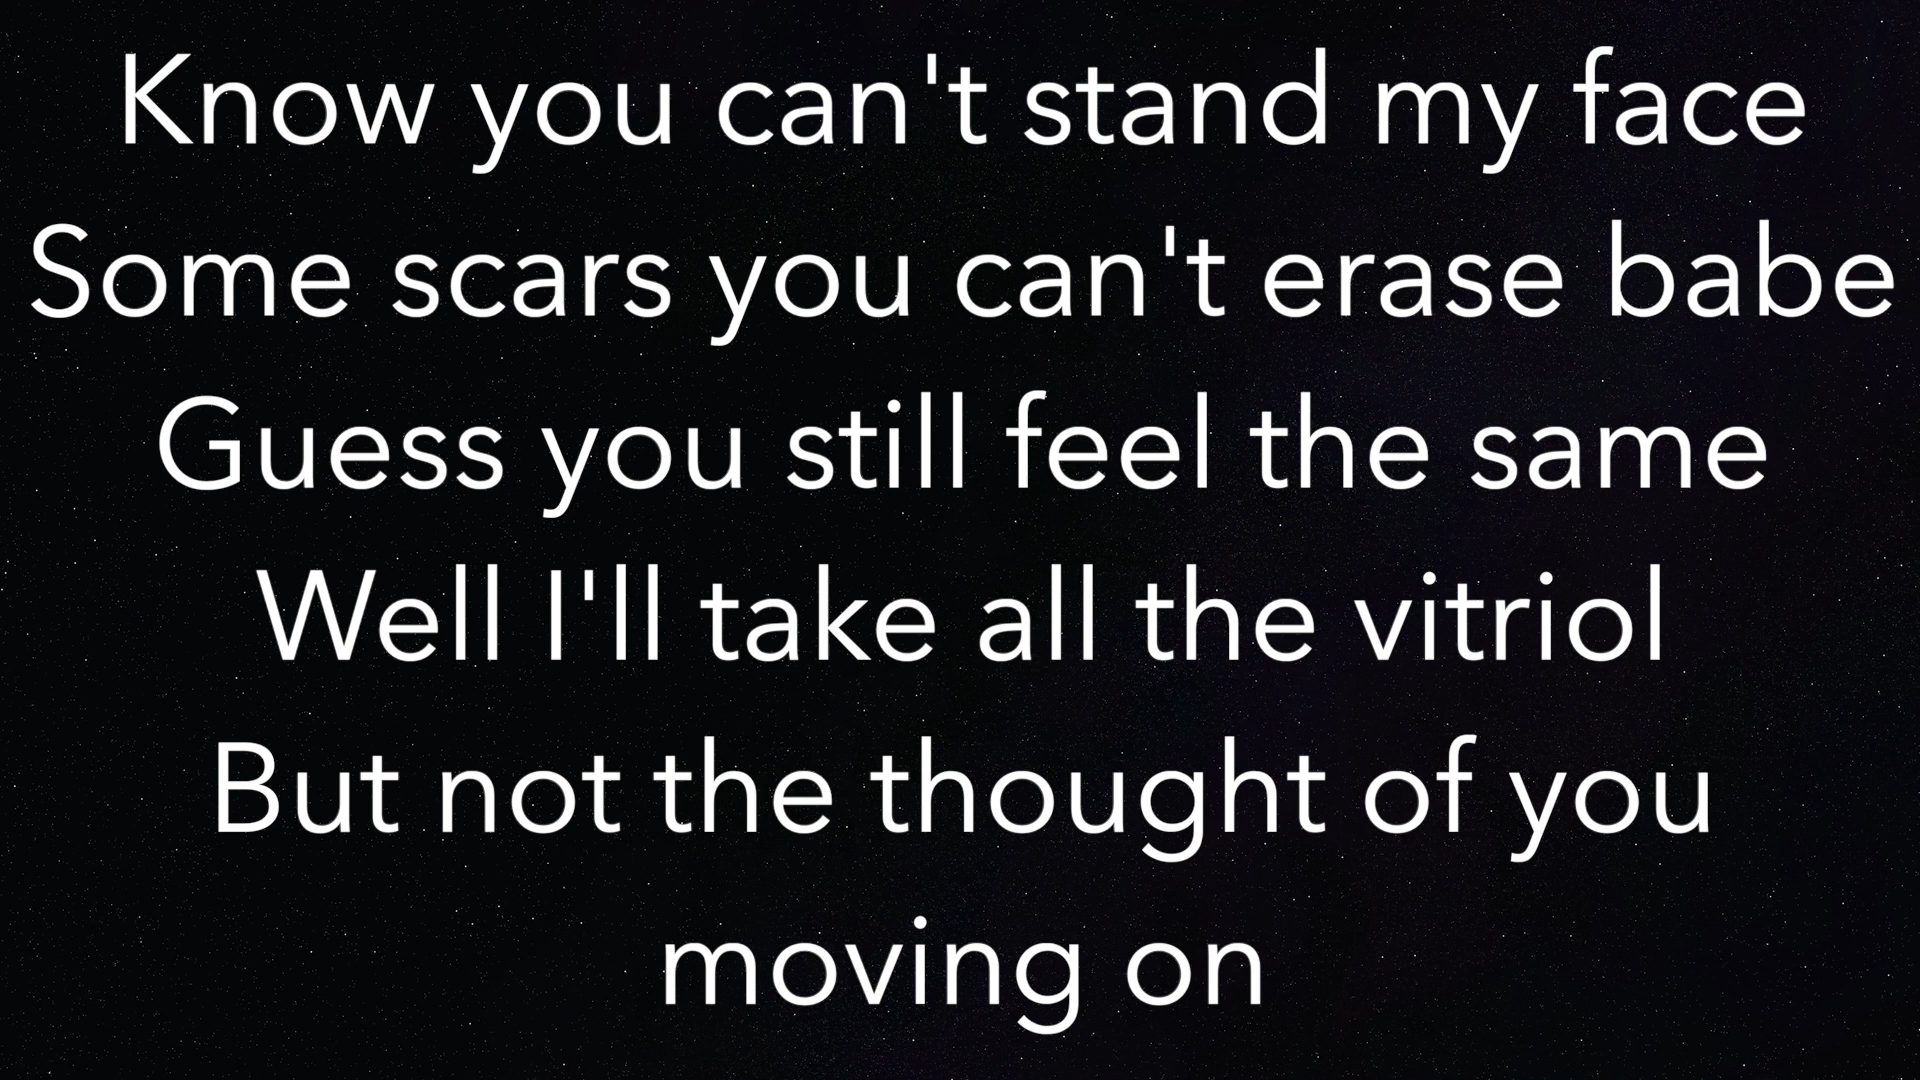 Know you can't stand my face
Some scars you can't erase babe
Guess you still feel the same
Well I'll take all the vitriol
But not the thought of you
moving on